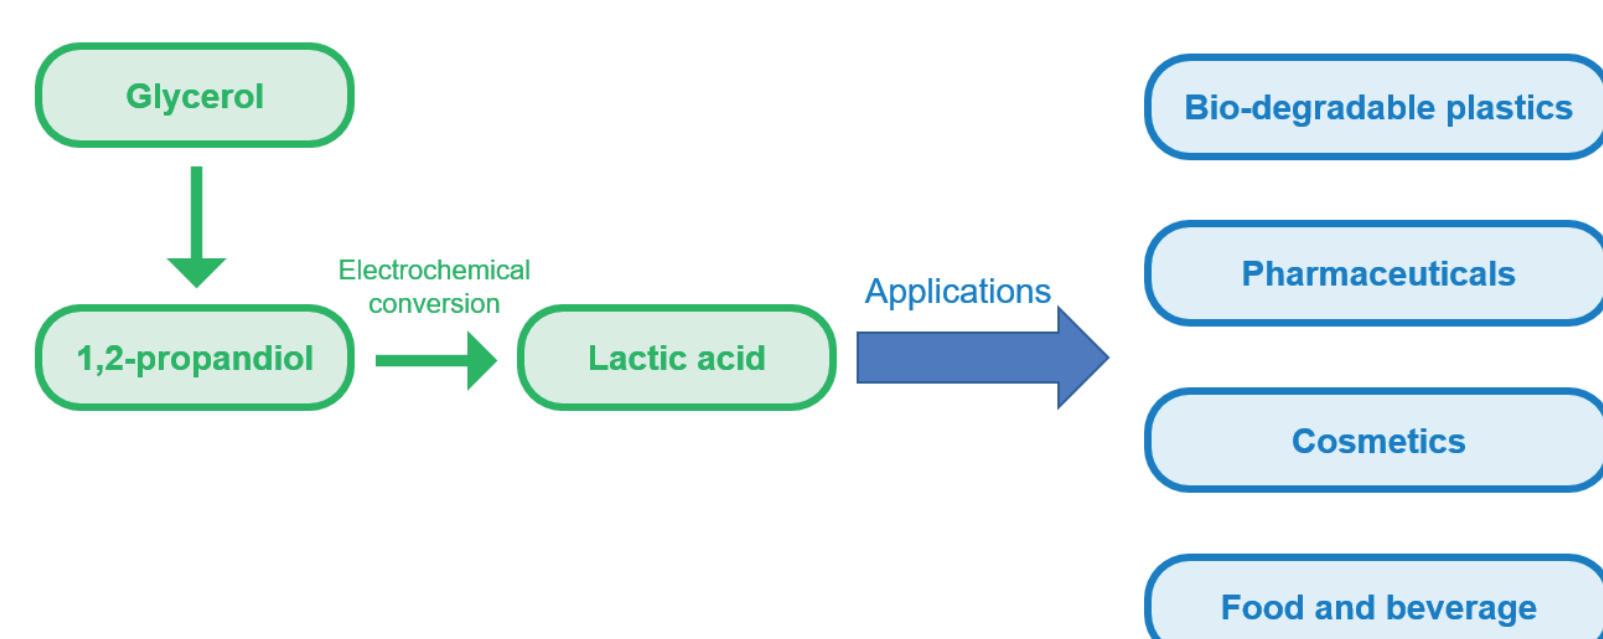 Glycerol
1,2-propandiol
Electrochemical
conversion
Lactic acid
Applications
Bio-degradable plastics
Pharmaceuticals
Cosmetics
Food and beverage